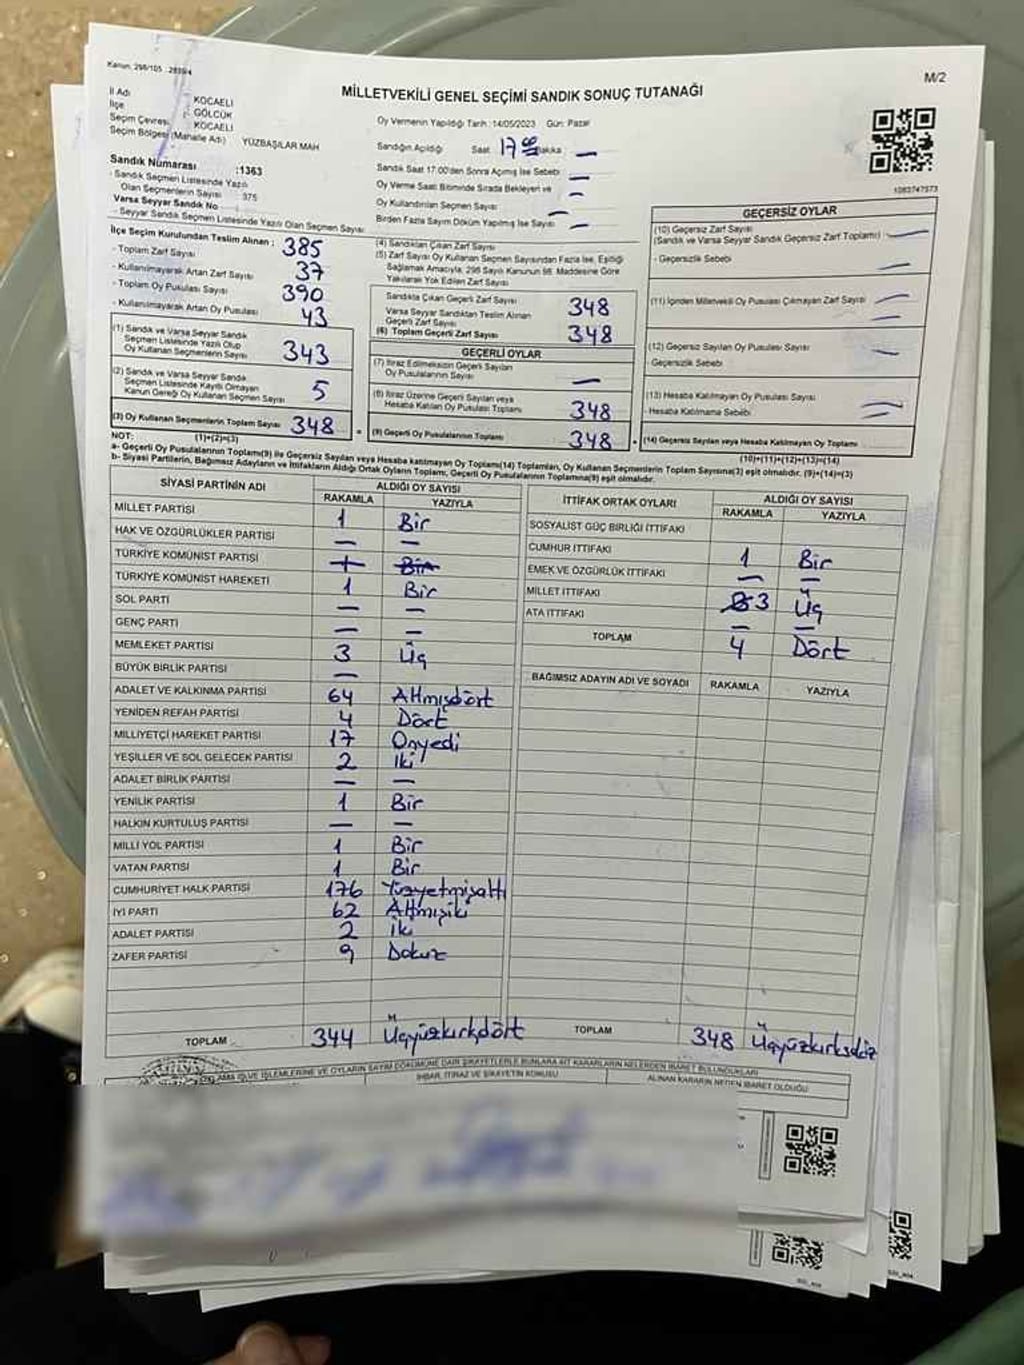 Kanun: 298/105 : 2839/4
M/2
MİLLETVEKİLİ GENEL SEÇİMİ SANDIK SONUÇ TUTANAĞI
İl Adı : KOCAELİ
İlçe : GÖLCÜK
Seçim Çevresi : KOCAELİ
Seçim Bölgesi (Mahalle Adı) YÜZBAŞILAR MAH
Sandık Numarası :1363
- Sandık Seçmen Listesinde Yazılı
Olan Seçmenlerin Sayısı 375
Varsa Seyyar Sandık No
- Seyyar Sandık Seçmen Listesinde Yazılı Olan Seçmen Sayısı
Oy Vermenin Yapıldığı Tarih: 14/05/2023 Gün: Pazar
Sandığın Açıldığı Saat 17 00 Dakika : —
Sandık Saat 17.00'den Sonra Açılmış İse Sebebi —
Oy Verme Saati Bitiminde Sırada Bekleyen ve —
Oy Kullandırılan Seçmen Sayısı —
Birden Fazla Sayım Döküm Yapılmış İse Sayısı —
1083747573
İlçe Seçim Kurulundan Teslim Alınan :
- Toplam Zarf Sayısı 385
- Kullanılmayarak Artan Zarf Sayısı 37
- Toplam Oy Pusulası Sayısı 390
- Kullanılmayarak Artan Oy Pusulası 43
(1) Sandık ve Varsa Seyyar Sandık
Seçmen Listesinde Yazılı Olup
Oy Kullanan Seçmenlerin Sayısı 343
(2) Sandık ve Varsa Seyyar Sandık
Seçmen Listesinde Kayıtlı Olmayan
Kanun Gereği Oy Kullanan Seçmen Sayısı 5
(3) Oy Kullanan Seçmenlerin Toplam Sayısı 348
(1)+(2)=(3)
(4) Sandıktan Çıkan Zarf Sayısı
(5) Zarf Sayısı Oy Kullanan Seçmen Sayısından Fazla İse, Eşitliği
Sağlamak Amacıyla, 298 Sayılı Kanunun 98. Maddesine Göre
Yakılarak Yok Edilen Zarf Sayısı
Sandıkta Çıkan Geçerli Zarf Sayısı 348
Varsa Seyyar Sandıktan Teslim Alınan
Geçerli Zarf Sayısı
(6) Toplam Geçerli Zarf Sayısı 348
GEÇERLİ OYLAR
(7) İtiraz Edilmeksizin Geçerli Sayılan
Oy Pusulalarının Sayısı —
(8) İtiraz Üzerine Geçerli Sayılan veya
Hesaba Katılan Oy Pusulası Toplamı 348
(9) Geçerli Oy Pusulalarının Toplamı 348
GEÇERSİZ OYLAR
(10) Geçersiz Zarf Sayısı
(Sandık ve Varsa Seyyar Sandık Geçersiz Zarf Toplamı) : —
- Geçersizlik Sebebi —
(11) İçinden Milletvekili Oy Pusulası Çıkmayan Zarf Sayısı —
—
(12) Geçersiz Sayılan Oy Pusulası Sayısı —
- Geçersizlik Sebebi
(13) Hesaba Katılmayan Oy Pusulası Sayısı —
- Hesaba Katılmama Sebebi —
(14) Geçersiz Sayılan veya Hesaba Katılmayan Oy Toplamı
(10)+(11)+(12)+(13)=(14)
NOT:
a- Geçerli Oy Pusulalarının Toplamı(9) ile Geçersiz Sayılan veya Hesaba katılmayan Oy Toplamı(14) Toplamları, Oy Kullanan Seçmenlerin Toplam Sayısına(3) eşit olmalıdır. (9)+(14)=(3)
b- Siyasi Partilerin, Bağımsız Adayların ve İttifakların Aldığı Ortak Oyların Toplamı, Geçerli Oy Pusulalarının Toplamına(9) eşit olmalıdır.
SİYASİ PARTİNİN ADI ALDIĞI OY SAYISI
RAKAMLA YAZIYLA
MİLLET PARTİSİ 1 Bir
HAK VE ÖZGÜRLÜKLER PARTİSİ — —
TÜRKİYE KOMÜNİST PARTİSİ 1 Bir
TÜRKİYE KOMÜNİST HAREKETİ 1 Bir
SOL PARTİ — —
GENÇ PARTİ — —
MEMLEKET PARTİSİ 3 Üç
BÜYÜK BİRLİK PARTİSİ —
ADALET VE KALKINMA PARTİSİ 64 Altmışdört
YENİDEN REFAH PARTİSİ 4 Dört
MİLLİYETÇİ HAREKET PARTİSİ 17 Onyedi
YEŞİLLER VE SOL GELECEK PARTİSİ 2 İki
ADALET BİRLİK PARTİSİ — —
YENİLİK PARTİSİ 1 Bir
HALKIN KURTULUŞ PARTİSİ — —
MİLLİ YOL PARTİSİ 1 Bir
VATAN PARTİSİ 1 Bir
CUMHURİYET HALK PARTİSİ 176 Yüzyetmişaltı
İYİ PARTİ 62 Altmışiki
ADALET PARTİSİ 2 İki
ZAFER PARTİSİ 9 Dokuz
TOPLAM 344 Üçyüzkırkdört
İTTİFAK ORTAK OYLARI ALDIĞI OY SAYISI
RAKAMLA YAZIYLA
SOSYALİST GÜÇ BİRLİĞİ İTTİFAKI
CUMHUR İTTİFAKI 1 Bir
EMEK VE ÖZGÜRLÜK İTTİFAKI — —
MİLLET İTTİFAKI 3 Üç
ATA İTTİFAKI — —
TOPLAM 4 Dört
BAĞIMSIZ ADAYIN ADI VE SOYADI RAKAMLA YAZIYLA
TOPLAM 348 Üçyüzkırksekiz
İŞ VE İŞLEMLERİNE VE OYLARIN SAYIM DÖKÜMÜNE DAİR ŞİKAYETLERLE BUNLARA AİT KARARLARIN NELERDEN İBARET BULUNDUKLARI
İHBAR, İTİRAZ VE ŞİKAYETİN KONUSU
ALINAN KARARIN NEDEN İBARET OLDUĞU